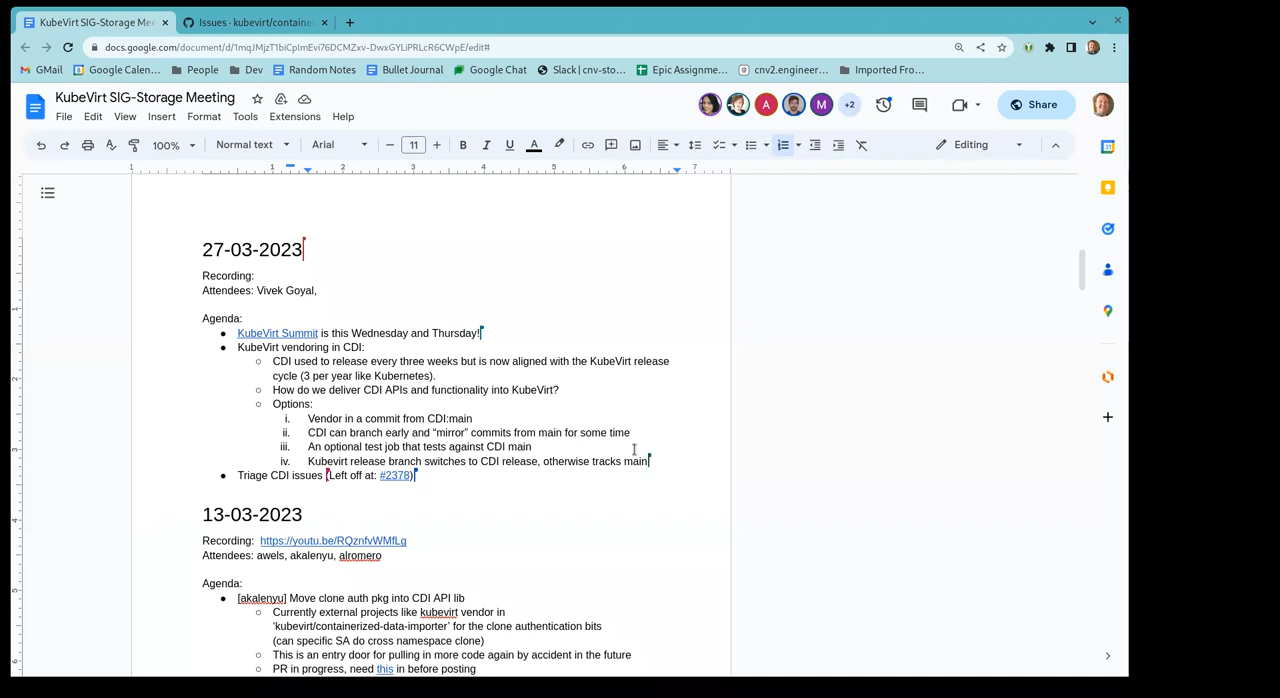 KubeVirt SIG-Storage Mee
Issues · kubevirt/containe
docs.google.com/document/d/1mqJMjzT1biCpImEvi76DCMZxv-DwxGYLiPRLcR6CWpE/edit#
GMail Google Calen... People Dev Random Notes Bullet Journal Google Chat Slack | cnv-sto... Epic Assignme... cnv2.engineer... Imported Fro...
KubeVirt SIG-Storage Meeting
A M +2 Share
File Edit View Insert Format Tools Extensions Help
100% Normal text Arial 11 B I U A Editing
1 1 2 3 4 5 6 7
27-03-2023
Recording:
Attendees: Vivek Goyal,
Agenda:
● KubeVirt Summit is this Wednesday and Thursday!
● KubeVirt vendoring in CDI:
○ CDI used to release every three weeks but is now aligned with the KubeVirt release
cycle (3 per year like Kubernetes).
○ How do we deliver CDI APIs and functionality into KubeVirt?
○ Options:
i. Vendor in a commit from CDI:main
ii. CDI can branch early and “mirror” commits from main for some time
iii. An optional test job that tests against CDI main
iv. Kubevirt release branch switches to CDI release, otherwise tracks main
● Triage CDI issues (Left off at: #2378)
13-03-2023
Recording: https://youtu.be/RQznfvWMfLg
Attendees: awels, akalenyu, alromero
Agenda:
● [akalenyu] Move clone auth pkg into CDI API lib
○ Currently external projects like kubevirt vendor in
‘kubevirt/containerized-data-importer’ for the clone authentication bits
(can specific SA do cross namespace clone)
○ This is an entry door for pulling in more code again by accident in the future
○ PR in progress, need this in before posting